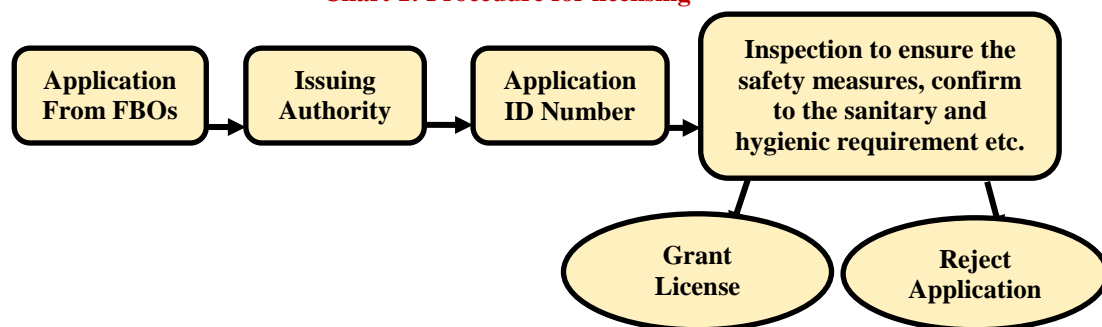 Application
From FBOs
Issuing
Authority
Application
ID Number
Inspection to ensure the
safety measures, confirm
to the sanitary and
hygienic requirement etc.
Grant
License
Reject
Application